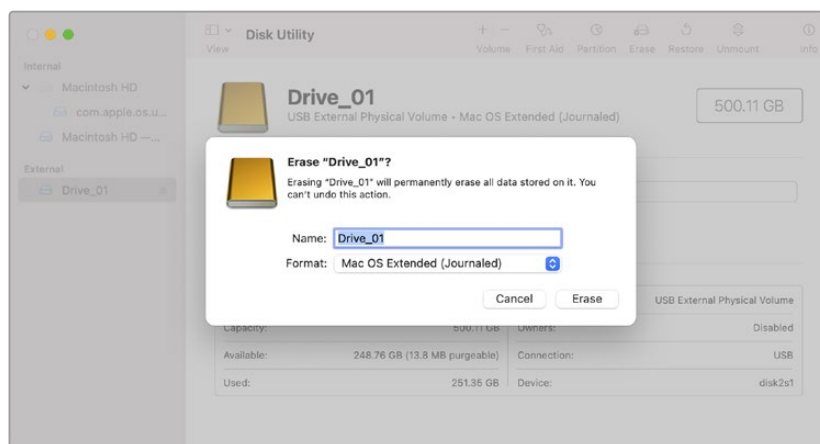 Disk Utility
View
Volume
First Aid
Partition
Erase
Restore
Unmount
Info
Internal
Macintosh HD
com.apple.os.u...
Macintosh HD —...
External
Drive_01
Drive_01
USB External Physical Volume • Mac OS Extended (Journaled)
500.11 GB
Erase “Drive_01”?
Erasing “Drive_01” will permanently erase all data stored on it. You
can't undo this action.
Name: Drive_01
Format: Mac OS Extended (Journaled)
Cancel
Erase
USB External Physical Volume
Capacity: 500.11 GB
Owners: Disabled
Available: 248.76 GB (13.8 MB purgeable)
Connection: USB
Used: 251.35 GB
Device: disk2s1